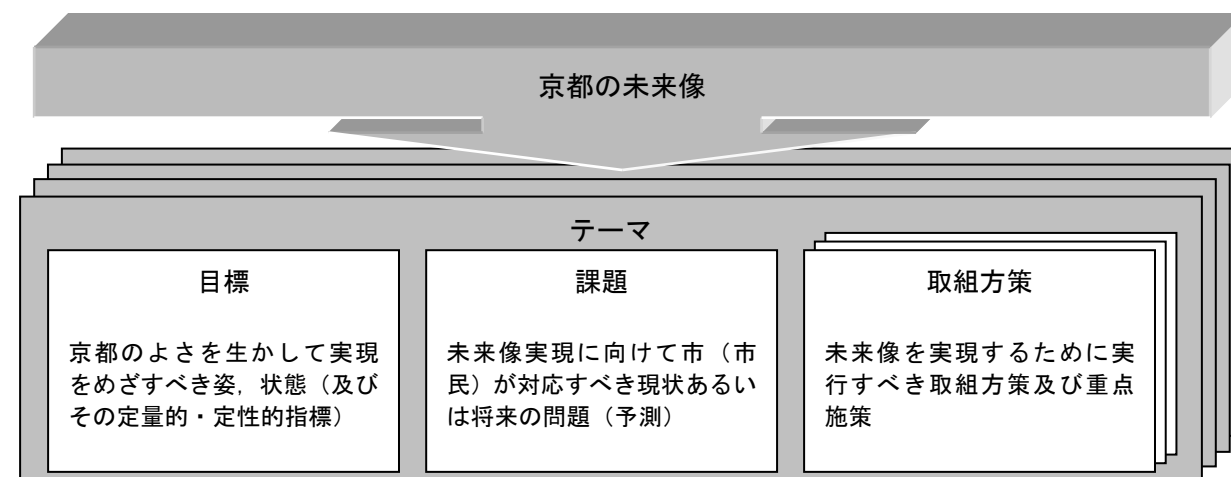 京都の未来像
テーマ
目標
京都のよさを生かして実現
をめざすべき姿，状態（及び
その定量的・定性的指標）
課題
未来像実現に向けて市（市
民）が対応すべき現状あるい
は将来の問題（予測）
取組方策
未来像を実現するために実
行すべき取組方策及び重点
施策